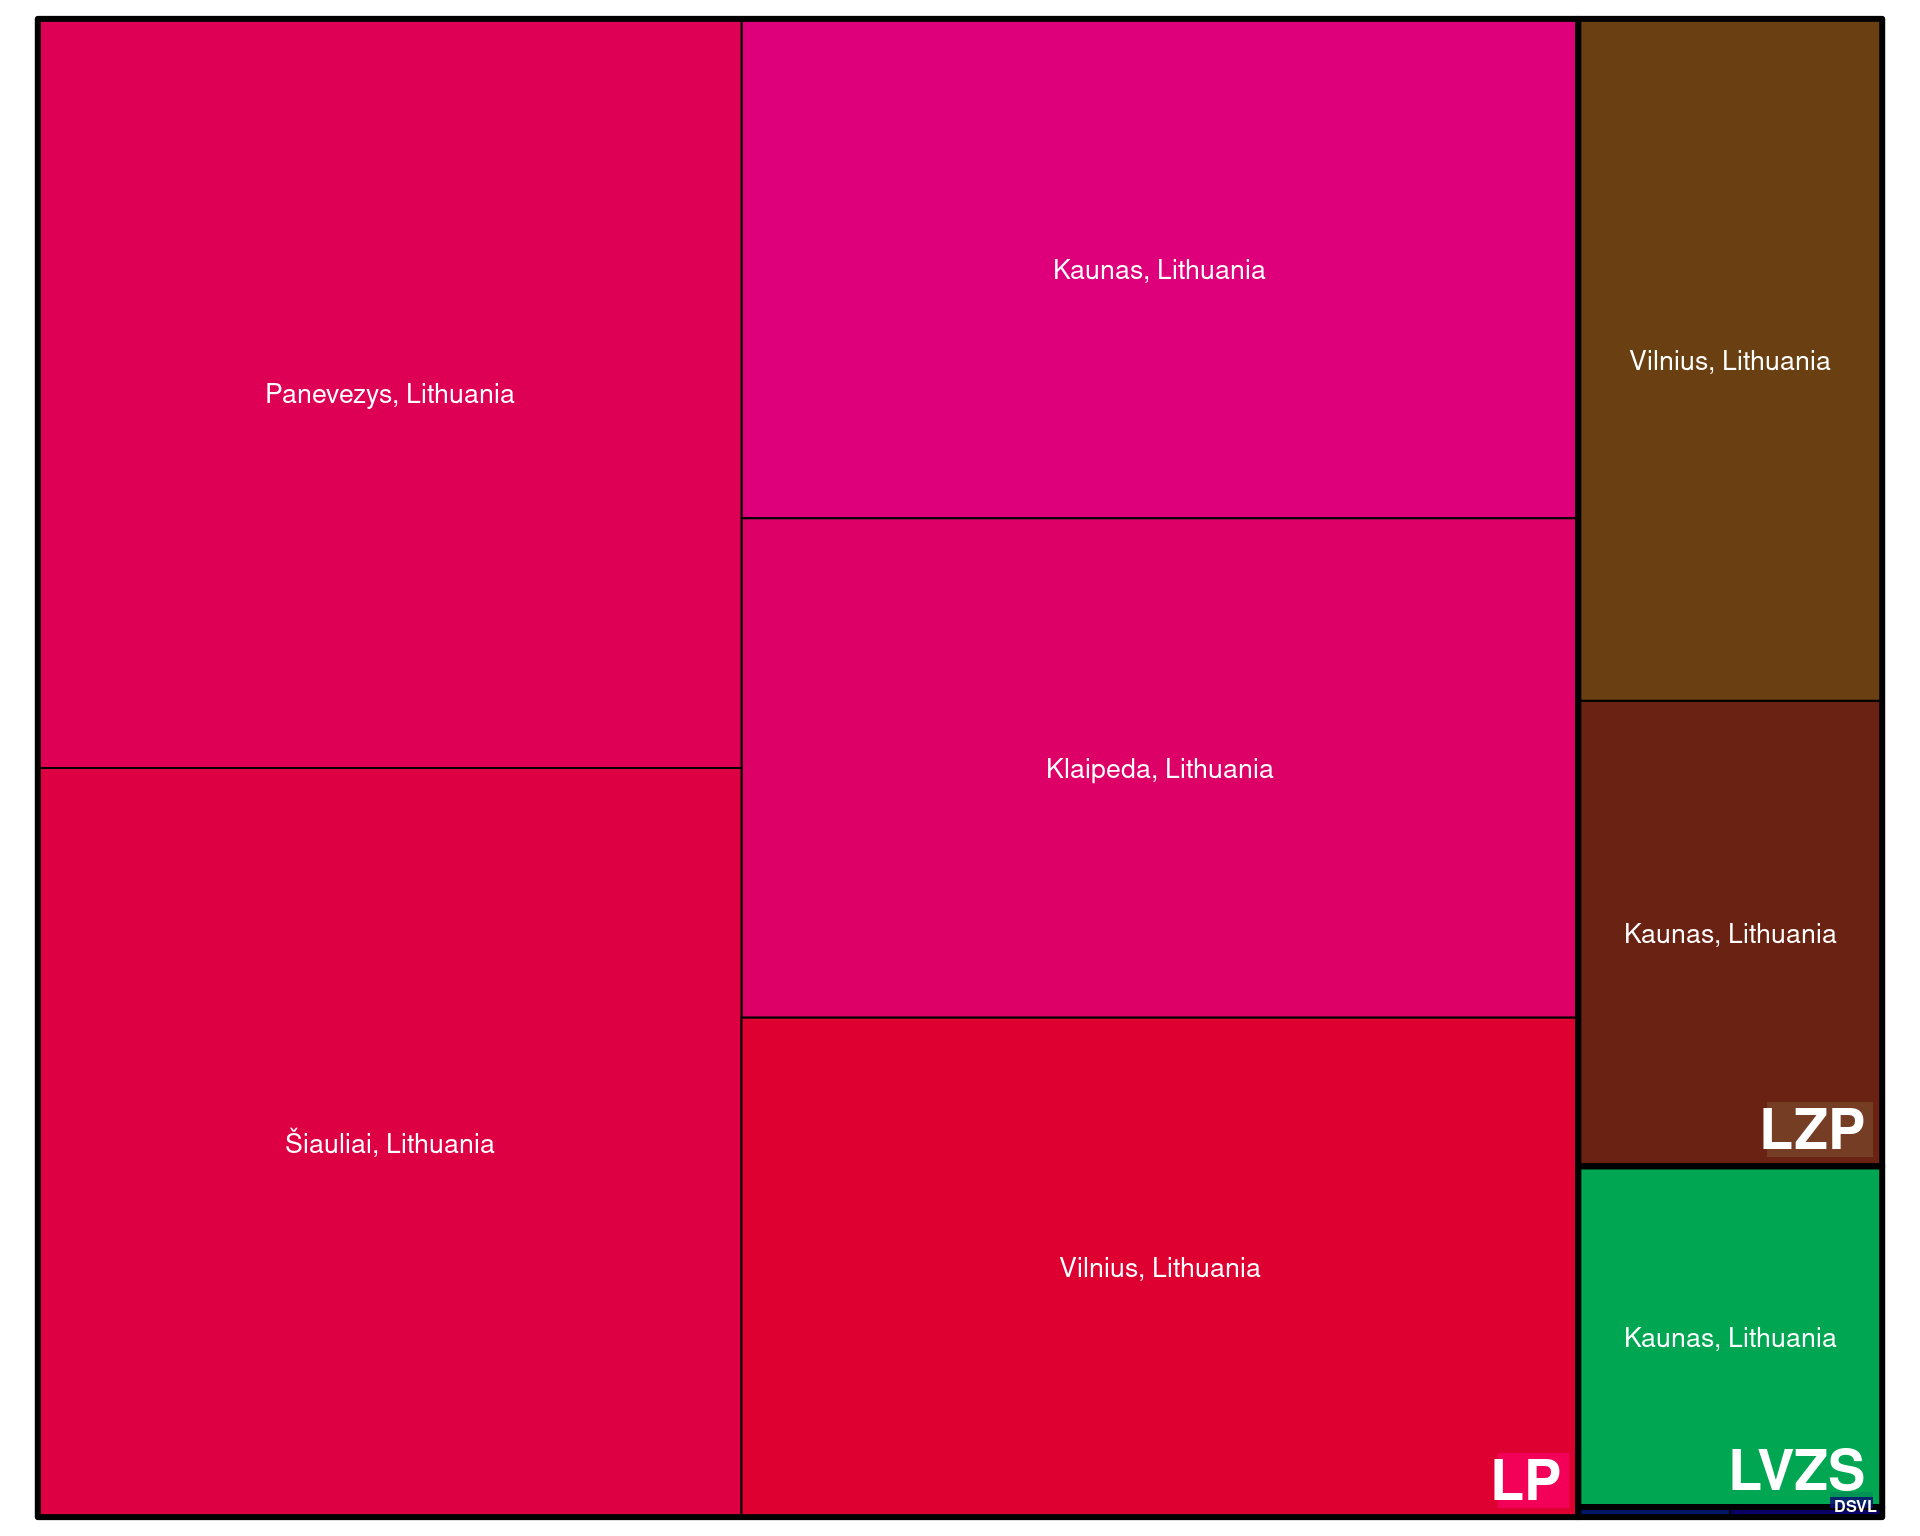 Panevezys, Lithuania
Šiauliai, Lithuania
Kaunas, Lithuania
Klaipeda, Lithuania
Vilnius, Lithuania
LP
Vilnius, Lithuania
Kaunas, Lithuania
LZP
Kaunas, Lithuania
LVZS
DSVL